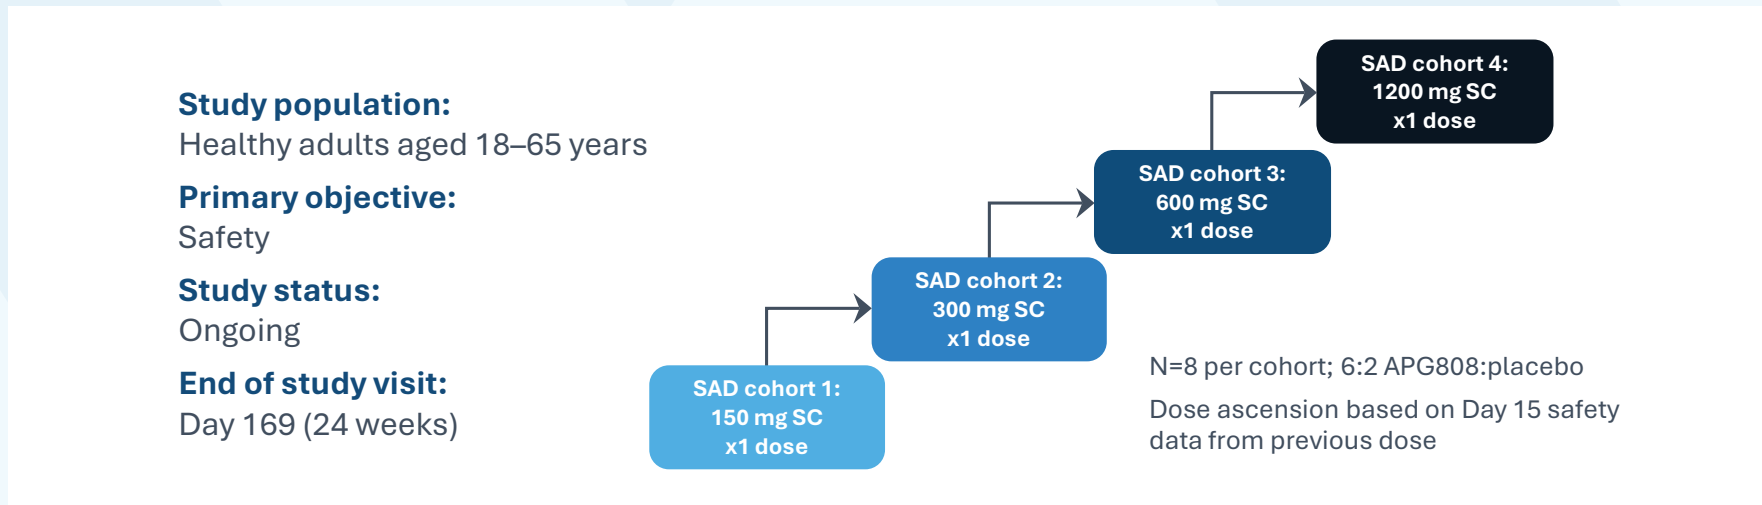 Study population:
Healthy adults aged 18–65 years
Primary objective:
Safety
Study status:
Ongoing
End of study visit:
Day 169 (24 weeks)
SAD cohort 1:
150 mg SC
x1 dose
SAD cohort 2:
300 mg SC
x1 dose
SAD cohort 3:
600 mg SC
x1 dose
SAD cohort 4:
1200 mg SC
x1 dose
N=8 per cohort; 6:2 APG808:placebo
Dose ascension based on Day 15 safety
data from previous dose